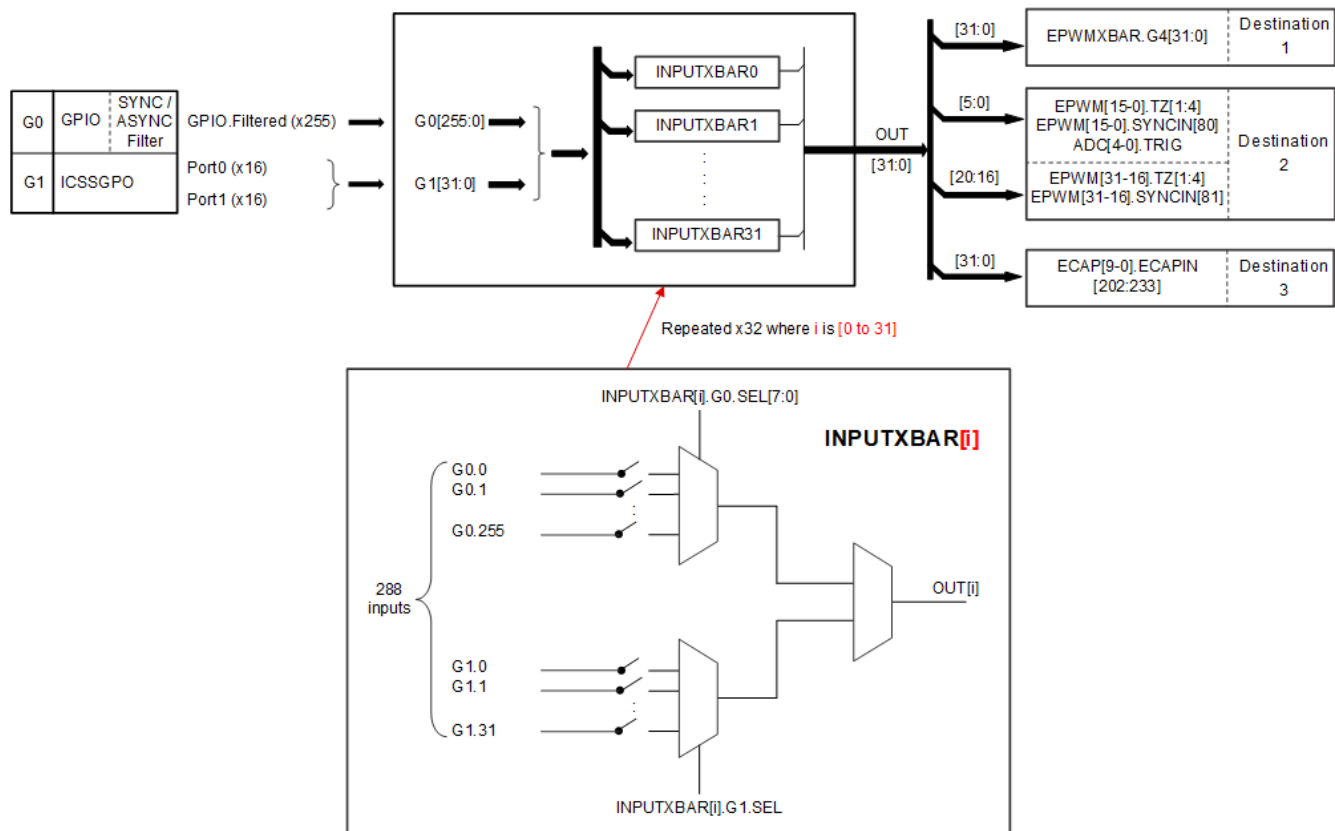 G0
GPIO
SYNC /
ASYNC
Filter
G1
ICSSGPO
GPIO.Filtered (x255)
Port0 (x16)
Port1 (x16)
G0[255:0]
G1[31:0]
INPUTXBAR0
INPUTXBAR1
INPUTXBAR31
OUT
[31:0]
[31:0]
EPWMXBAR.G4[31:0]
Destination
1
[5:0]
EPWM[15-0].TZ[1:4]
EPWM[15-0].SYNCIN[80]
ADC[4-0].TRIG
[20:16]
EPWM[31-16].TZ[1:4]
EPWM[31-16].SYNCIN[81]
Destination
2
[31:0]
ECAP[9-0].ECAPIN
[202:233]
Destination
3
Repeated x32 where i is [0 to 31]
INPUTXBAR[i].G0.SEL[7:0]
INPUTXBAR[i]
G0.0
G0.1
G0.255
288
inputs
OUT[i]
G1.0
G1.1
G1.31
INPUTXBAR[i].G1.SEL